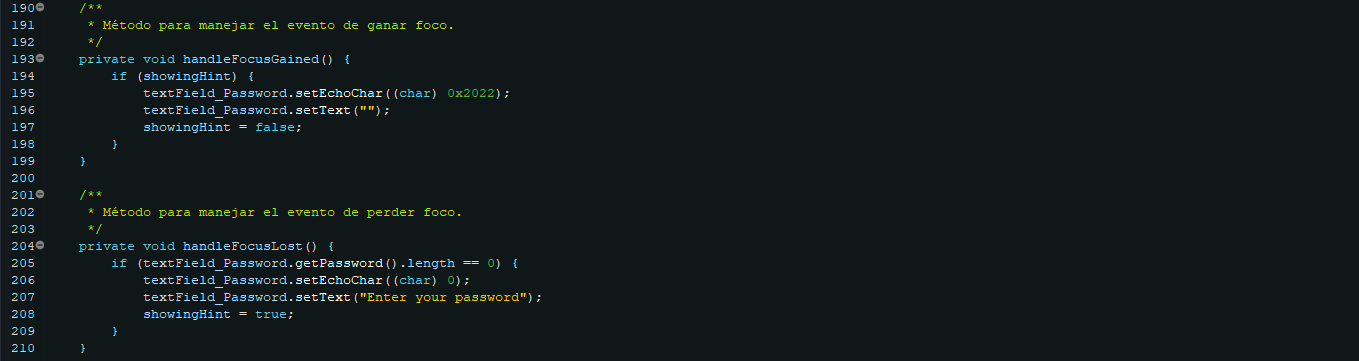 190 /**
191 * Método para manejar el evento de ganar foco.
192 */
193 private void handleFocusGained() {
194 if (showingHint) {
195 textField_Password.setEchoChar((char) 0x2022);
196 textField_Password.setText("");
197 showingHint = false;
198 }
199 }
200
201 /**
202 * Método para manejar el evento de perder foco.
203 */
204 private void handleFocusLost() {
205 if (textField_Password.getPassword().length == 0) {
206 textField_Password.setEchoChar((char) 0);
207 textField_Password.setText("Enter your password");
208 showingHint = true;
209 }
210 }